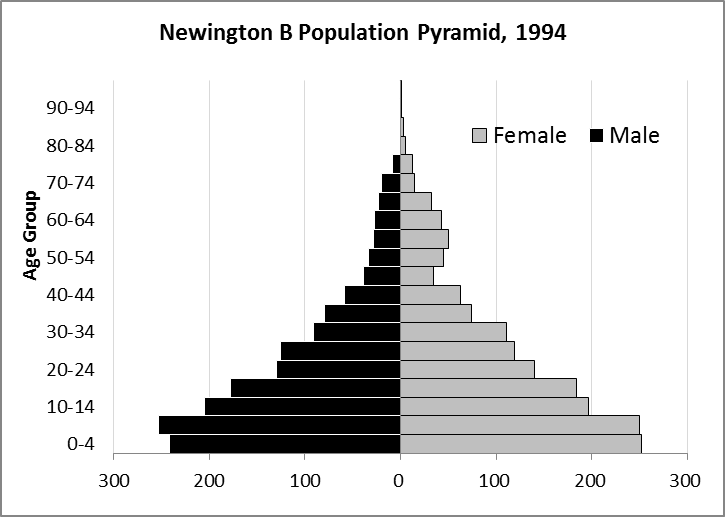 Newington B Population Pyramid, 1994
Female Male
Age Group
90-94
80-84
70-74
60-64
50-54
40-44
30-34
20-24
10-14
0-4
300 200 100 0 100 200 300